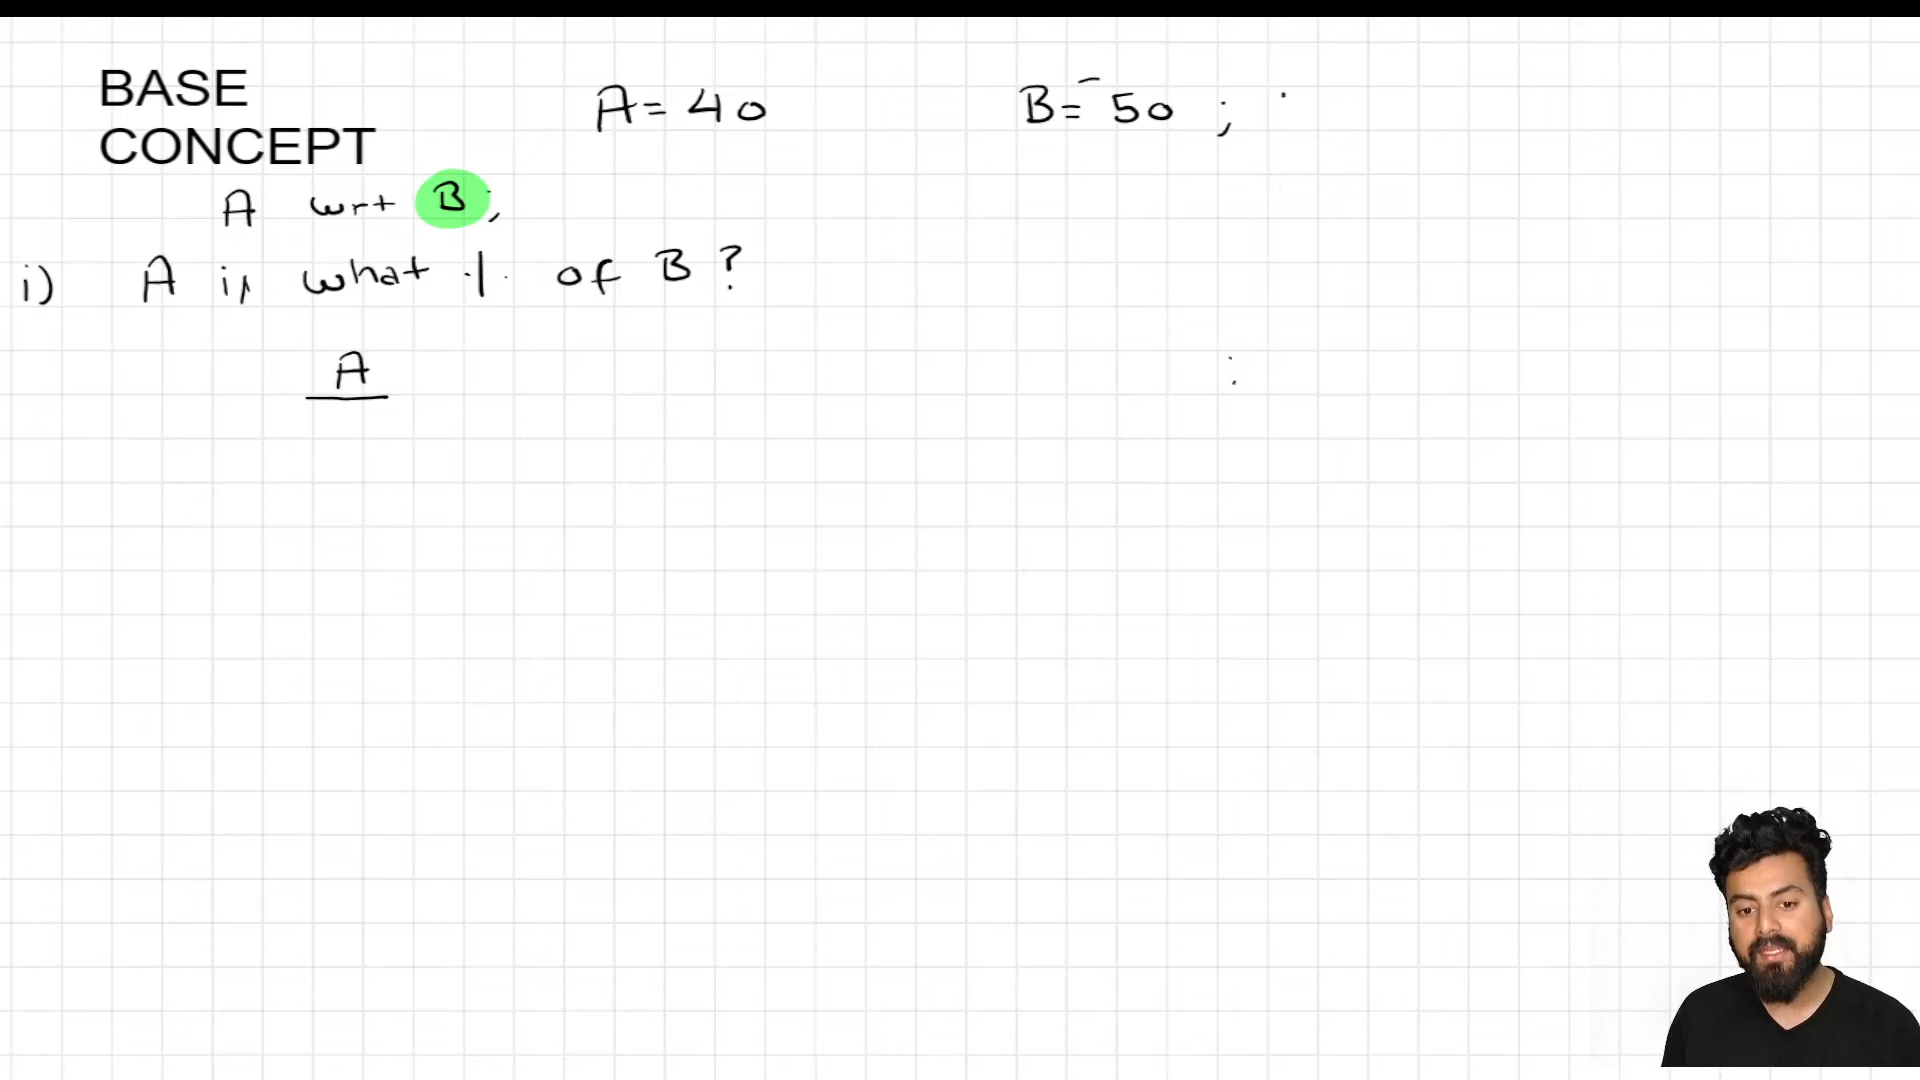 BASE
CONCEPT
A = 40 B = 50 ;
A wrt B ;
i) A is what % of B ?
A